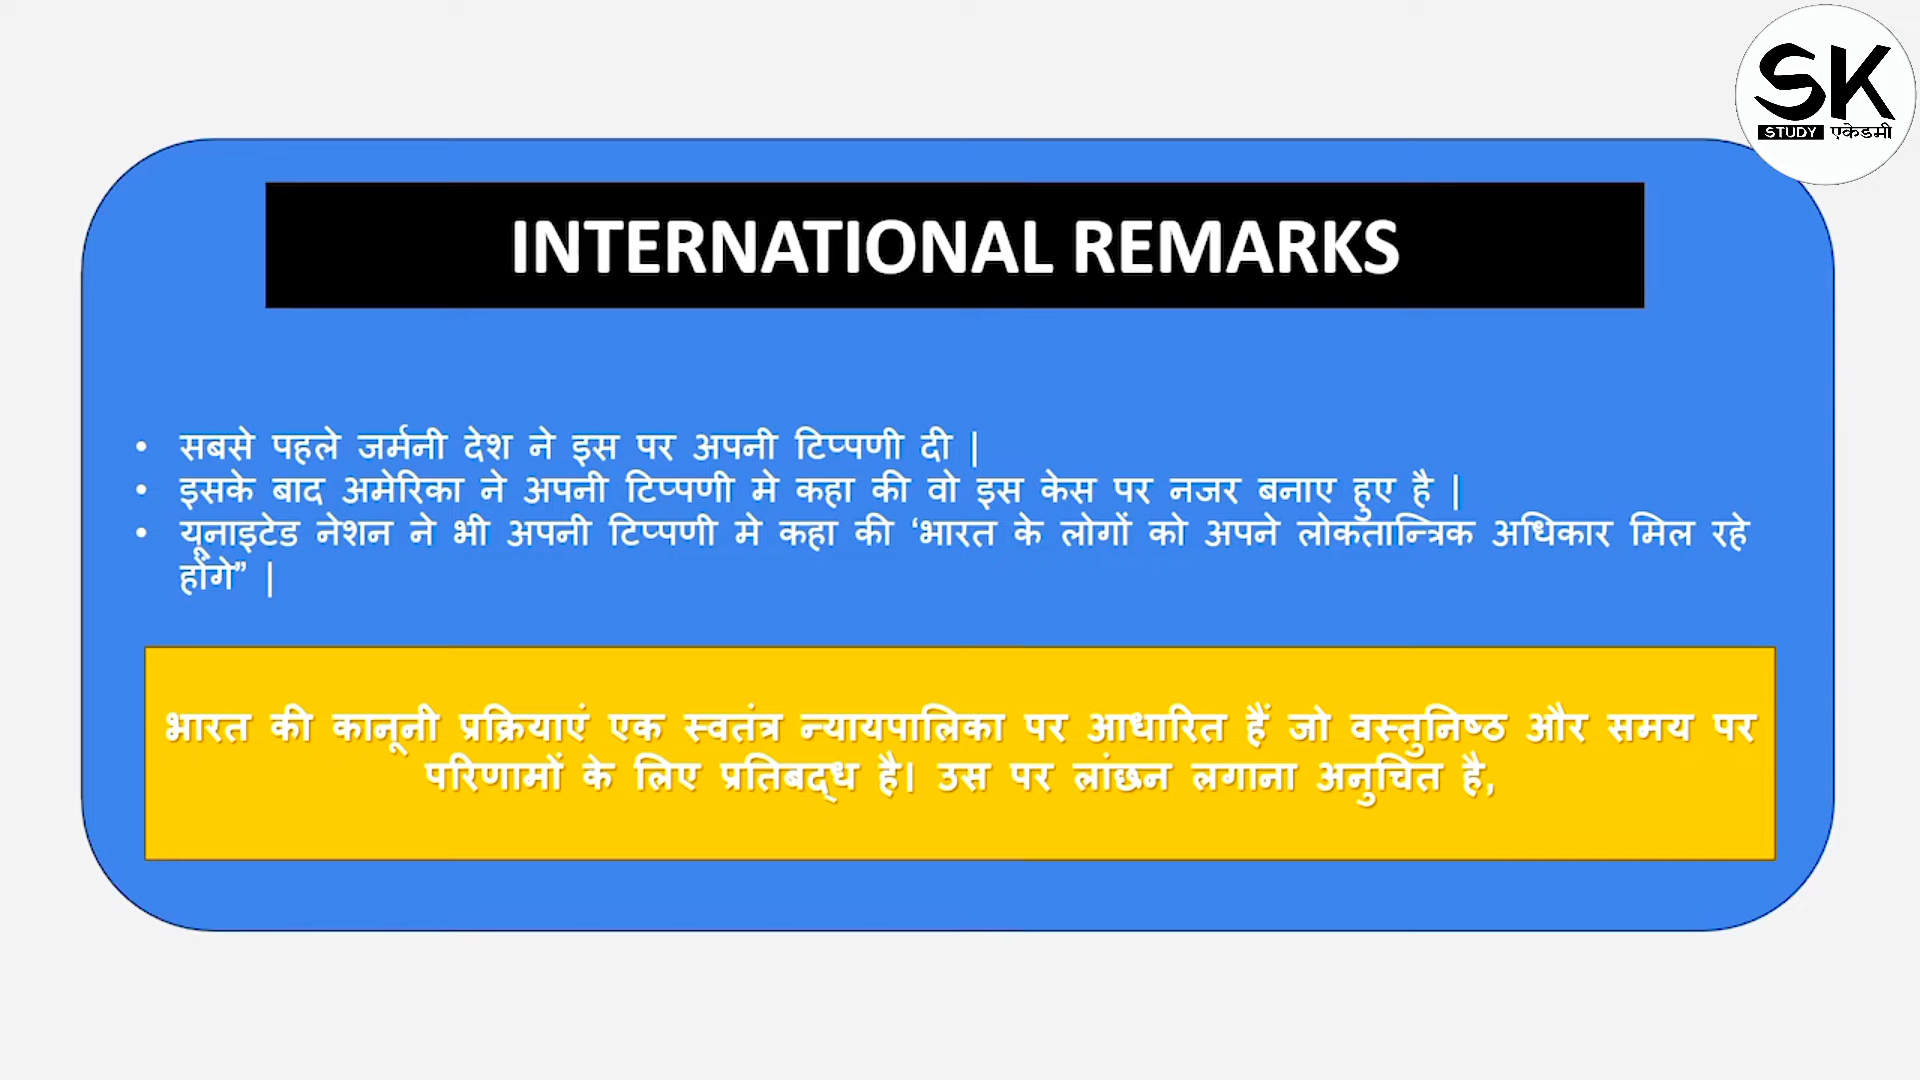 SK
STUDY एकेडमी
INTERNATIONAL REMARKS
• सबसे पहले जर्मनी देश ने इस पर अपनी टिप्पणी दी |
• इसके बाद अमेरिका ने अपनी टिप्पणी मे कहा की वो इस केस पर नजर बनाए हुए है |
• यूनाइटेड नेशन ने भी अपनी टिप्पणी मे कहा की ‘भारत के लोगों को अपने लोकतान्त्रिक अधिकार मिल रहे
होंगे” |
भारत की कानूनी प्रक्रियाएं एक स्वतंत्र न्यायपालिका पर आधारित हैं जो वस्तुनिष्ठ और समय पर
परिणामों के लिए प्रतिबद्ध है। उस पर लांछन लगाना अनुचित है,